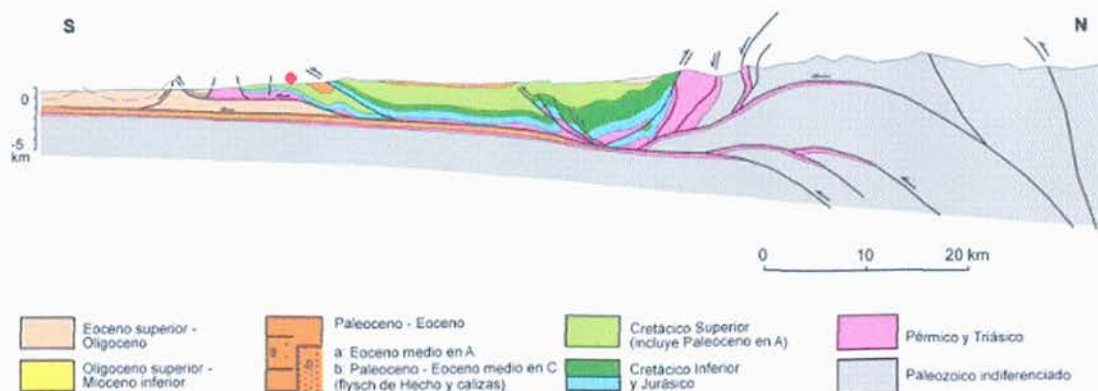 S
N
0
-5
km
0 10 20 km
Eoceno superior -
Oligoceno
Oligoceno superior -
Mioceno inferior
Paleoceno - Eoceno
a: Eoceno medio en A
b: Paleoceno - Eoceno medio en C
(flysch de Hecho y calizas)
a
b
Cretácico Superior
(incluye Paleoceno en A)
Cretácico Inferior
y Jurásico
Pérmico y Triásico
Paleozoico indiferenciado